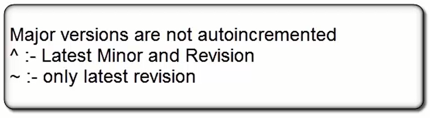 Major versions are not autoincremented
^ :- Latest Minor and Revision
~ :- only latest revision